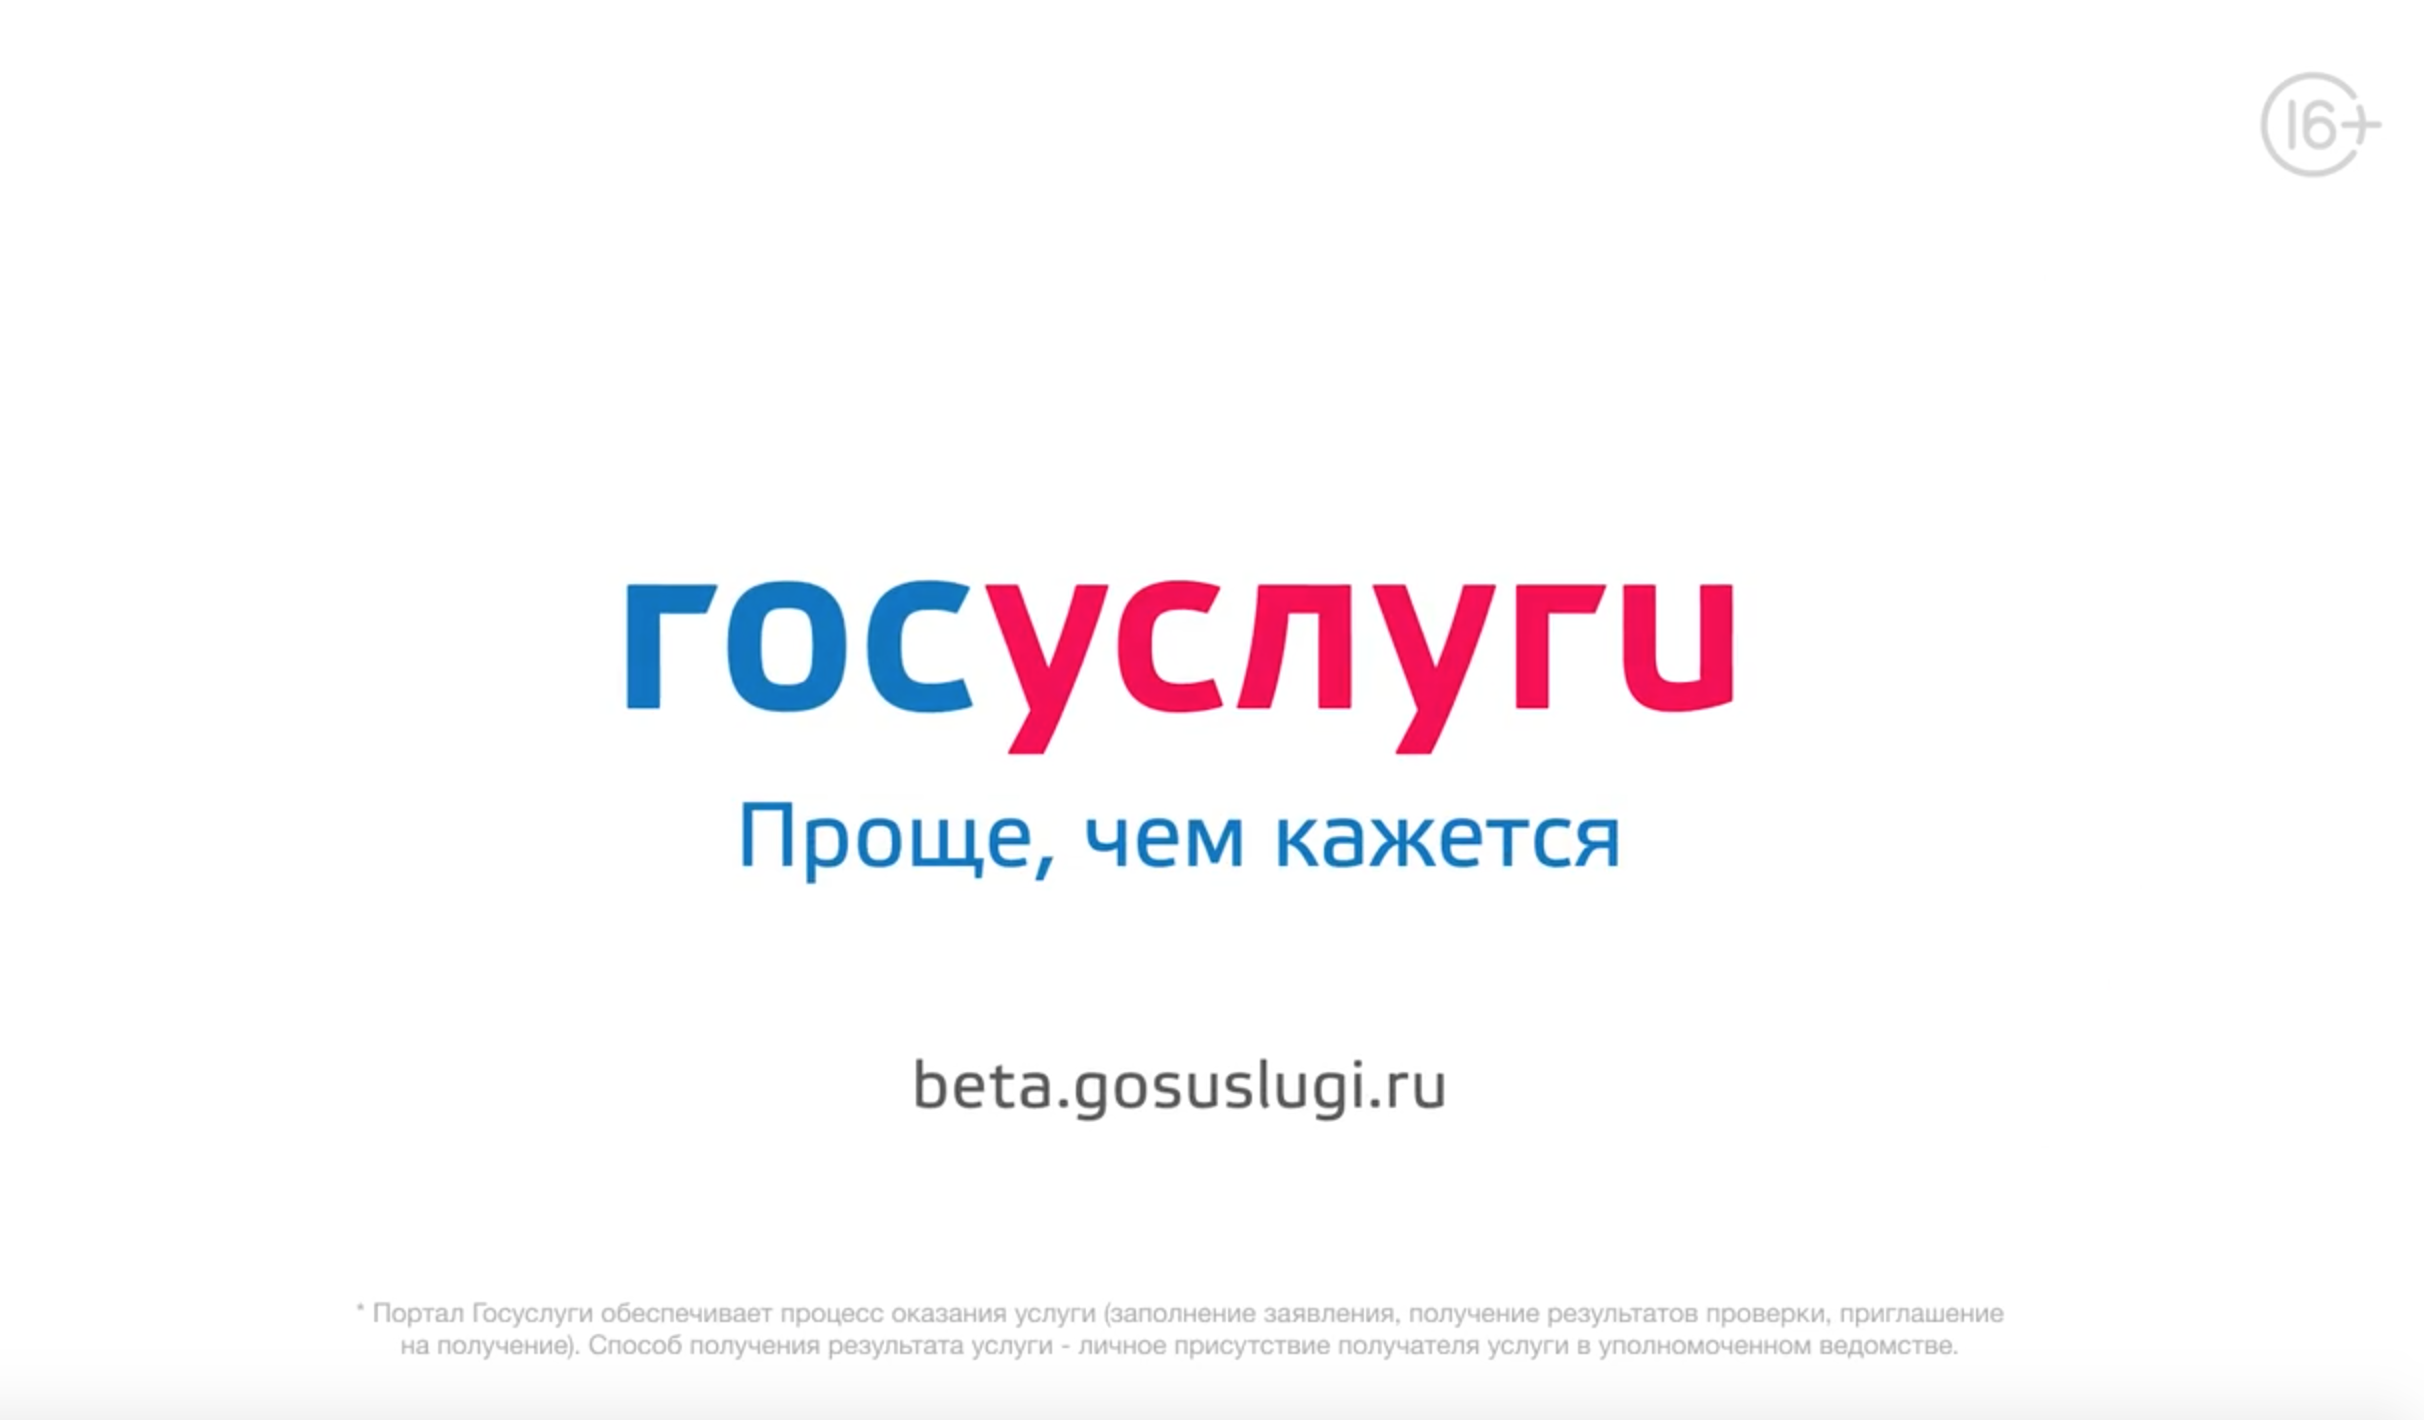 16+
госуслуги
Проще, чем кажется
beta.gosuslugi.ru
* Портал Госуслуги обеспечивает процесс оказания услуги (заполнение заявления, получение результатов проверки, приглашение
на получение). Способ получения результата услуги - личное присутствие получателя услуги в уполномоченном ведомстве.